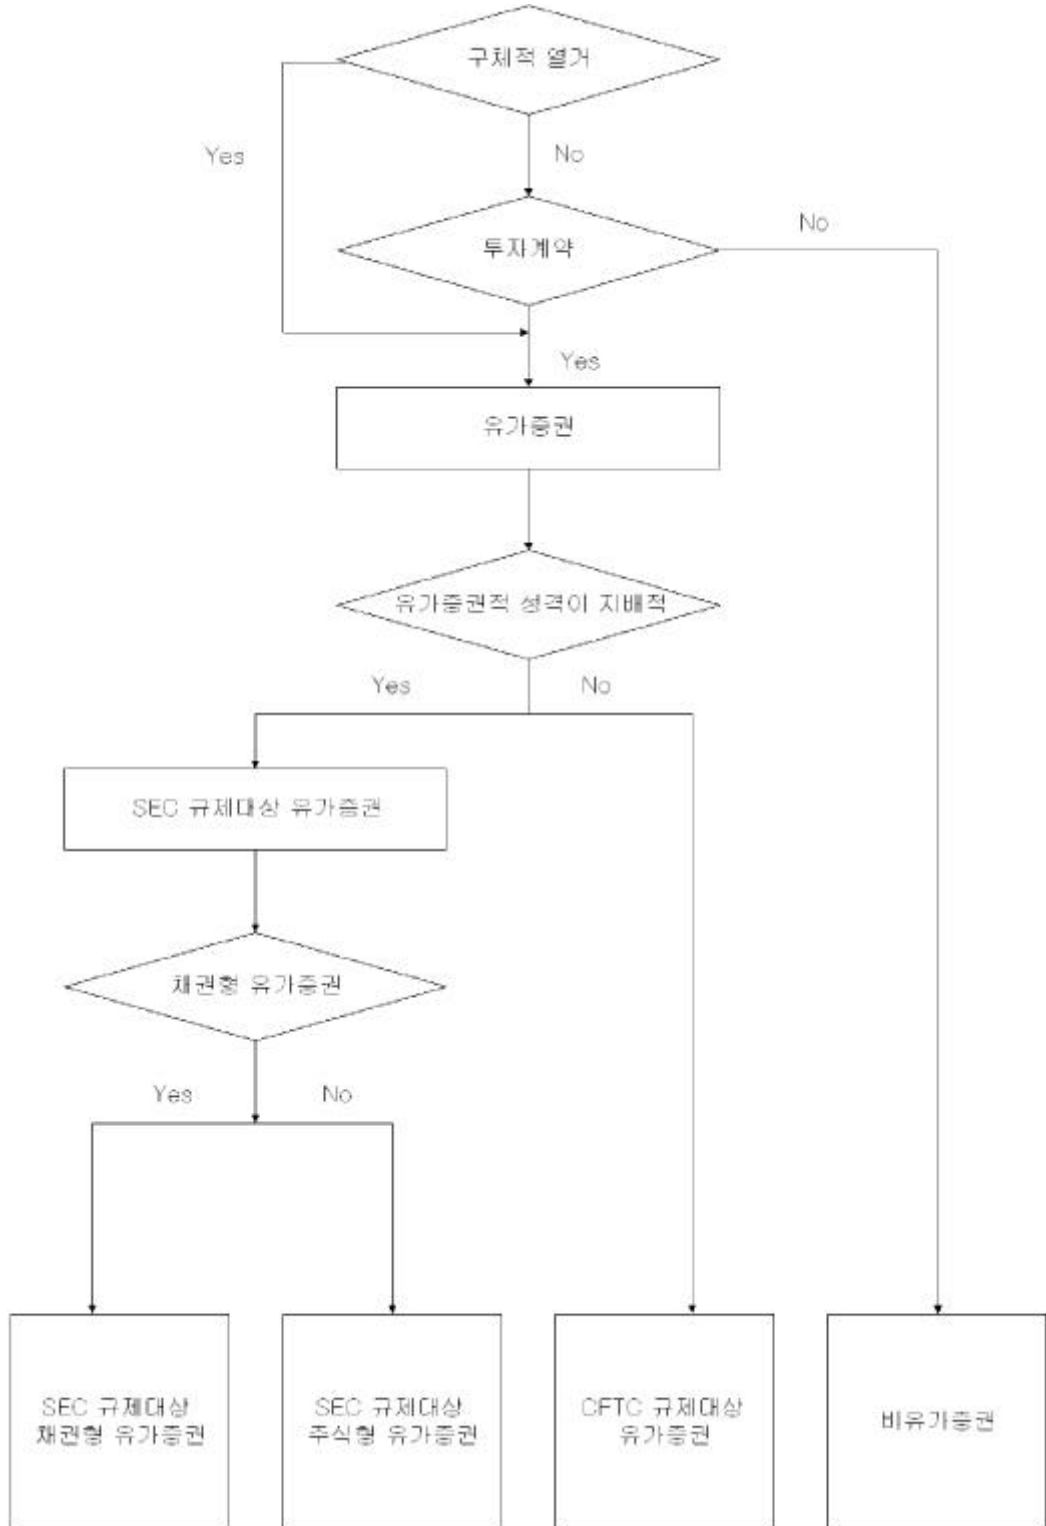 구체적 열거
Yes
No
No
투자계약
Yes
유가증권
유가증권적 성격이 지배적
Yes
No
SEC 규제대상 유가증권
채권형 유가증권
Yes
No
SEC 규제대상
채권형 유가증권
SEC 규제대상
주식형 유가증권
CFTC 규제대상
유가증권
비유가증권